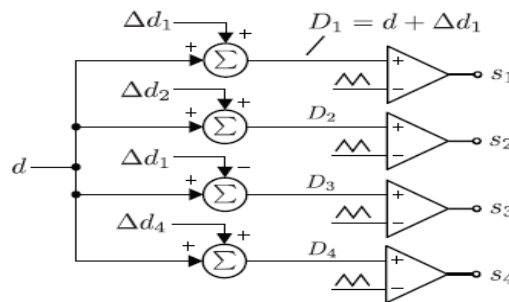 Δd₁ + D₁ = d + Δd₁
+ Σ + − s₁
Δd₂ +
+ Σ D₂ + − s₂
d Δd₁ −
+ Σ D₃ + − s₃
Δd₄ +
+ Σ D₄ + − s₄